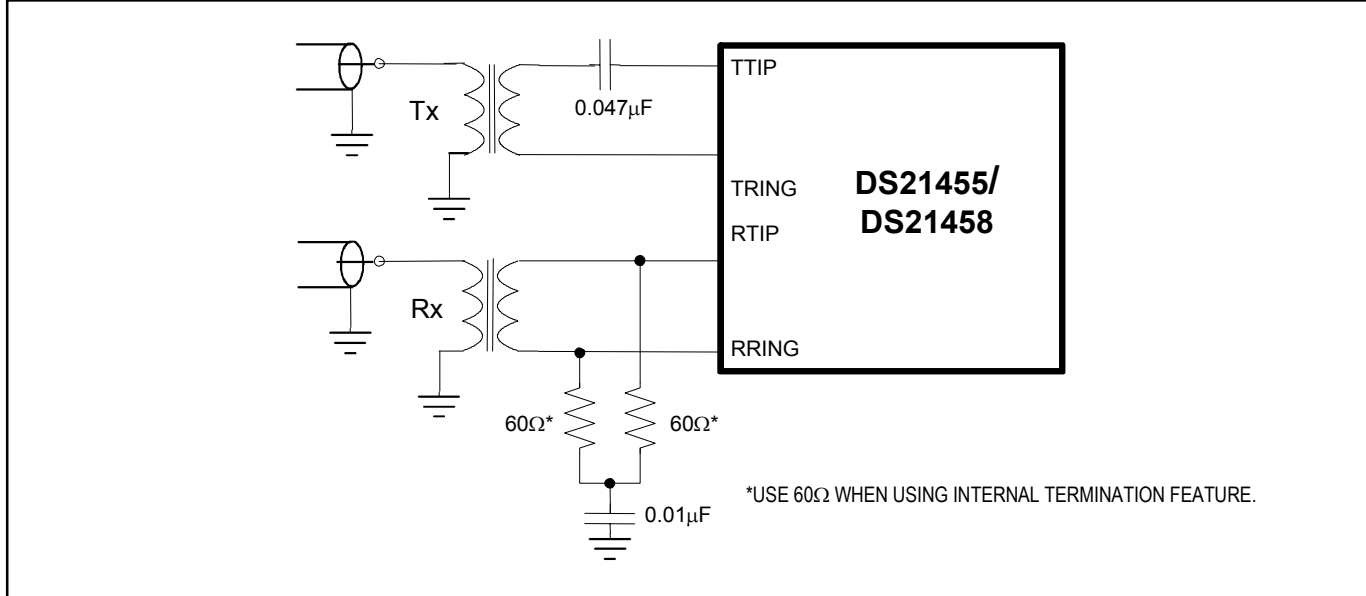 TTIP
0.047μF
Tx
TRING
DS21455/
DS21458
RTIP
Rx
RRING
60Ω*
60Ω*
*USE 60Ω WHEN USING INTERNAL TERMINATION FEATURE.
0.01μF